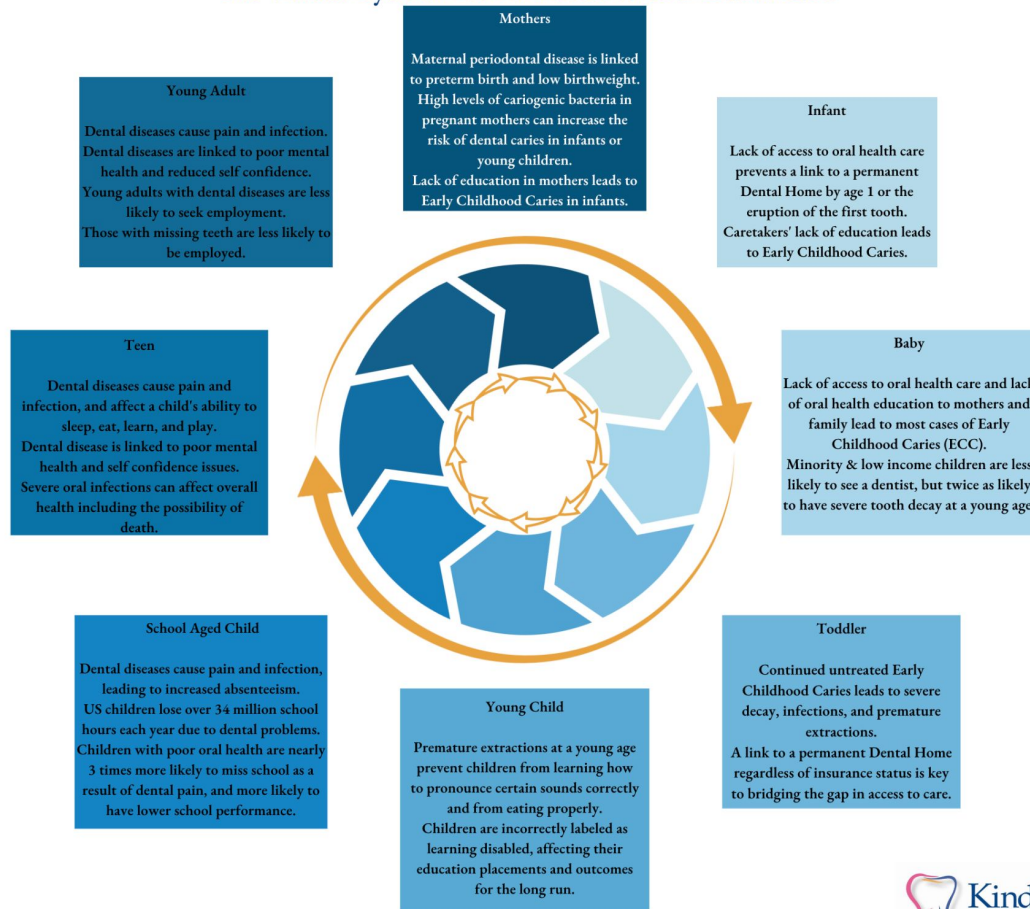 Mothers
Maternal periodontal disease is linked
to preterm birth and low birthweight.
High levels of cariogenic bacteria in
pregnant mothers can increase the
risk of dental caries in infants or
young children.
Lack of education in mothers leads to
Early Childhood Caries in infants.
Infant
Lack of access to oral health care
prevents a link to a permanent
Dental Home by age 1 or the
eruption of the first tooth.
Caretakers' lack of education leads
to Early Childhood Caries.
Baby
Lack of access to oral health care and lack
of oral health education to mothers and
family lead to most cases of Early
Childhood Caries (ECC).
Minority & low income children are less
likely to see a dentist, but twice as likely
to have severe tooth decay at a young age
Toddler
Continued untreated Early
Childhood Caries leads to severe
decay, infections, and premature
extractions.
A link to a permanent Dental Home
regardless of insurance status is key
to bridging the gap in access to care.
Young Child
Premature extractions at a young age
prevent children from learning how
to pronounce certain sounds correctly
and from eating properly.
Children are incorrectly labeled as
learning disabled, affecting their
education placements and outcomes
for the long run.
School Aged Child
Dental diseases cause pain and infection,
leading to increased absenteeism.
US children lose over 34 million school
hours each year due to dental problems.
Children with poor oral health are nearly
3 times more likely to miss school as a
result of dental pain, and more likely to
have lower school performance.
Teen
Dental diseases cause pain and
infection, and affect a child's ability to
sleep, eat, learn, and play.
Dental disease is linked to poor mental
health and self confidence issues.
Severe oral infections can affect overall
health including the possibility of
death.
Young Adult
Dental diseases cause pain and infection.
Dental diseases are linked to poor mental
health and reduced self confidence.
Young adults with dental diseases are less
likely to seek employment.
Those with missing teeth are less likely to
be employed.
Kind